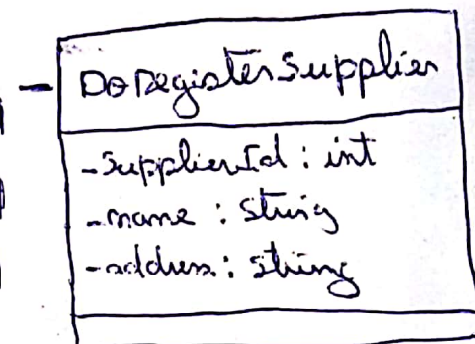 DoRegisterSupplier
-SupplierId : int
-name : String
-address : string